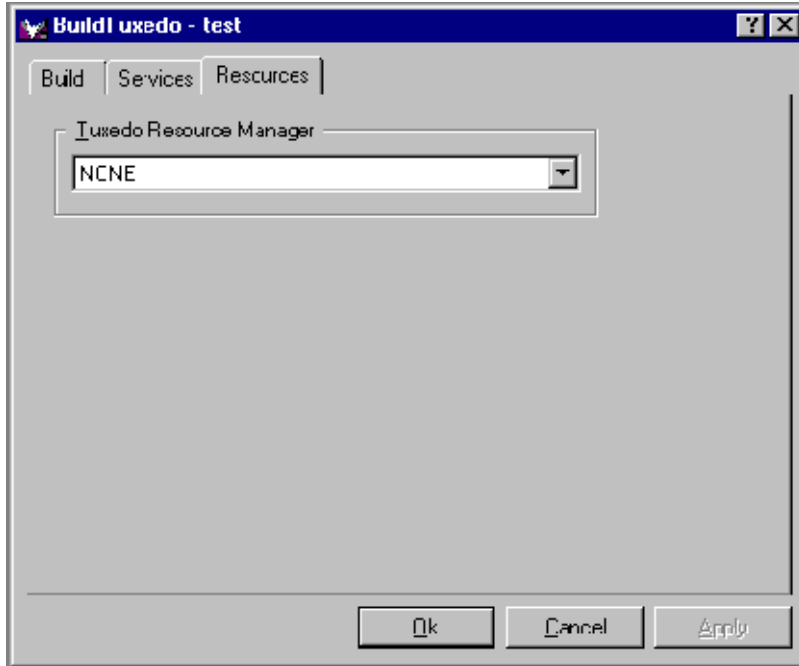 BuildTuxedo - test
Build Services Resources
Tuxedo Resource Manager
NONE
Ok Cancel Apply